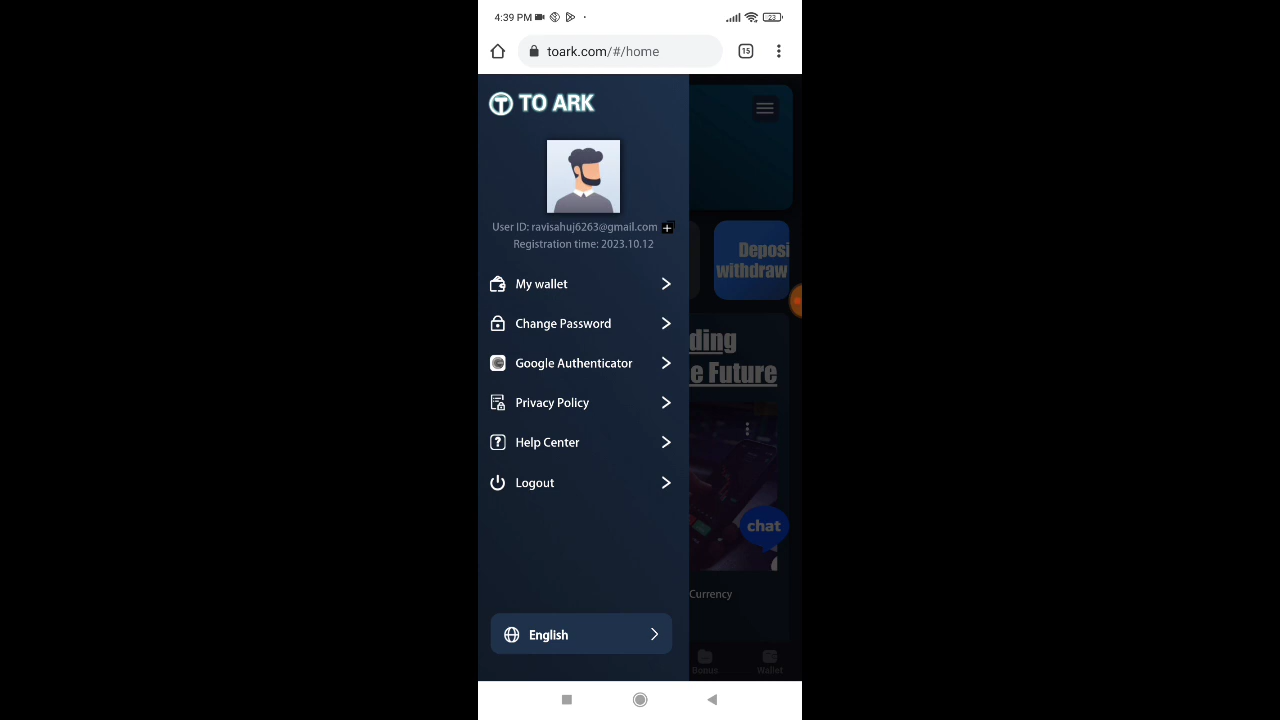 4:39 PM
23
toark.com/#/home
15
TO ARK
User ID: ravisahuj6263@gmail.com
Registration time: 2023.10.12
My wallet
Change Password
Google Authenticator
Privacy Policy
Help Center
Logout
English
Deposi
withdraw
ding
e Future
chat
Currency
Bonus
Wallet